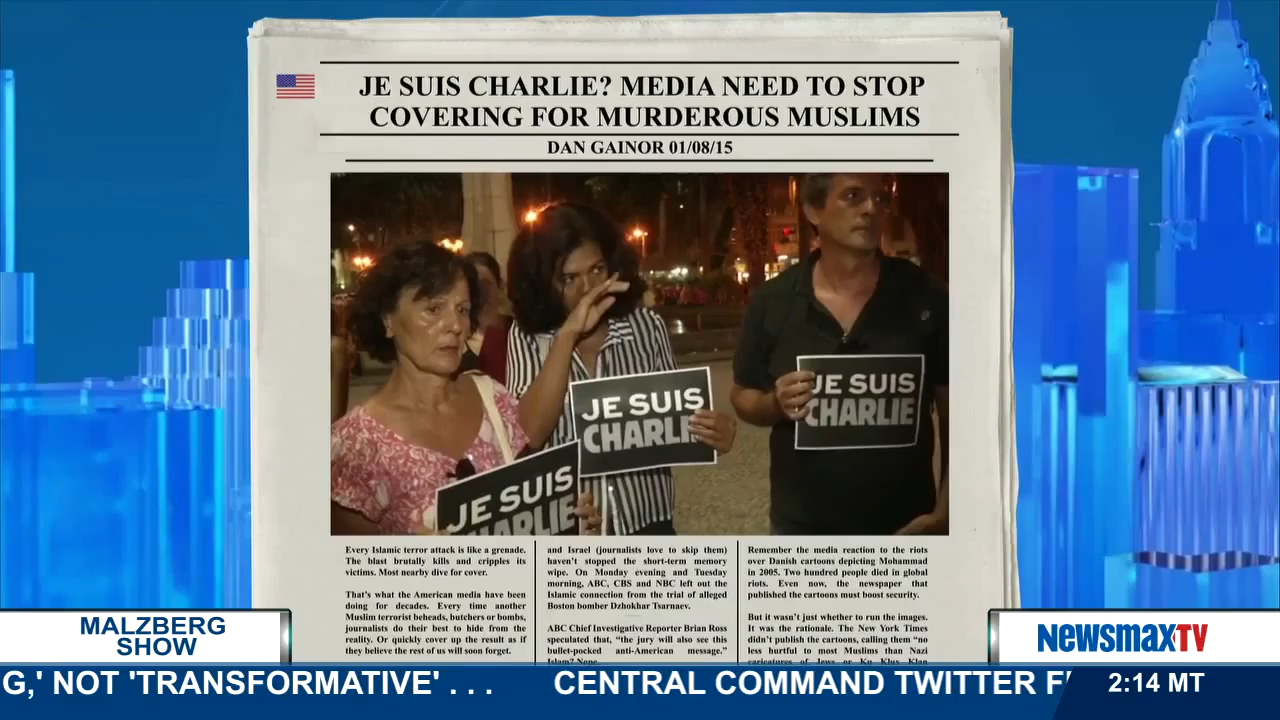 JE SUIS CHARLIE? MEDIA NEED TO STOP
COVERING FOR MURDEROUS MUSLIMS
DAN GAINOR 01/08/15
JE SUIS
CHARLIE
JE SUIS
CHARLI
JE SUIS
CHARLIE
Every Islamic terror attack is like a grenade.
The blast brutally kills and cripples its
victims. Most nearby dive for cover.
That's what the American media have been
doing for decades. Every time another
Muslim terrorist beheads, butchers or bombs,
journalists do their best to hide from the
reality. Or quickly cover up the result as if
they believe the rest of us will soon forget.
and Israel (journalists love to skip them)
haven't stopped the short-term memory
wipe. On Monday evening and Tuesday
morning, ABC, CBS and NBC left out the
Islamic connection from the trial of alleged
Boston bomber Dzhokhar Tsarnaev.
ABC Chief Investigative Reporter Brian Ross
speculated that, “the jury will also see this
bullet-pocked anti-American message.”
Islam? None.
Remember the media reaction to the riots
over Danish cartoons depicting Mohammad
in 2005. Two hundred people died in global
riots. Even now, the newspaper that
published the cartoons must boost security.
But it wasn't just whether to run the images.
It was the rationale. The New York Times
didn't publish the cartoons, calling them “no
less hurtful to most Muslims than Nazi
caricatures of Jews or Ku Klux Klan
MALZBERG
SHOW
NEWSMAXTV
G,' NOT 'TRANSFORMATIVE' . . . CENTRAL COMMAND TWITTER F
2:14 MT